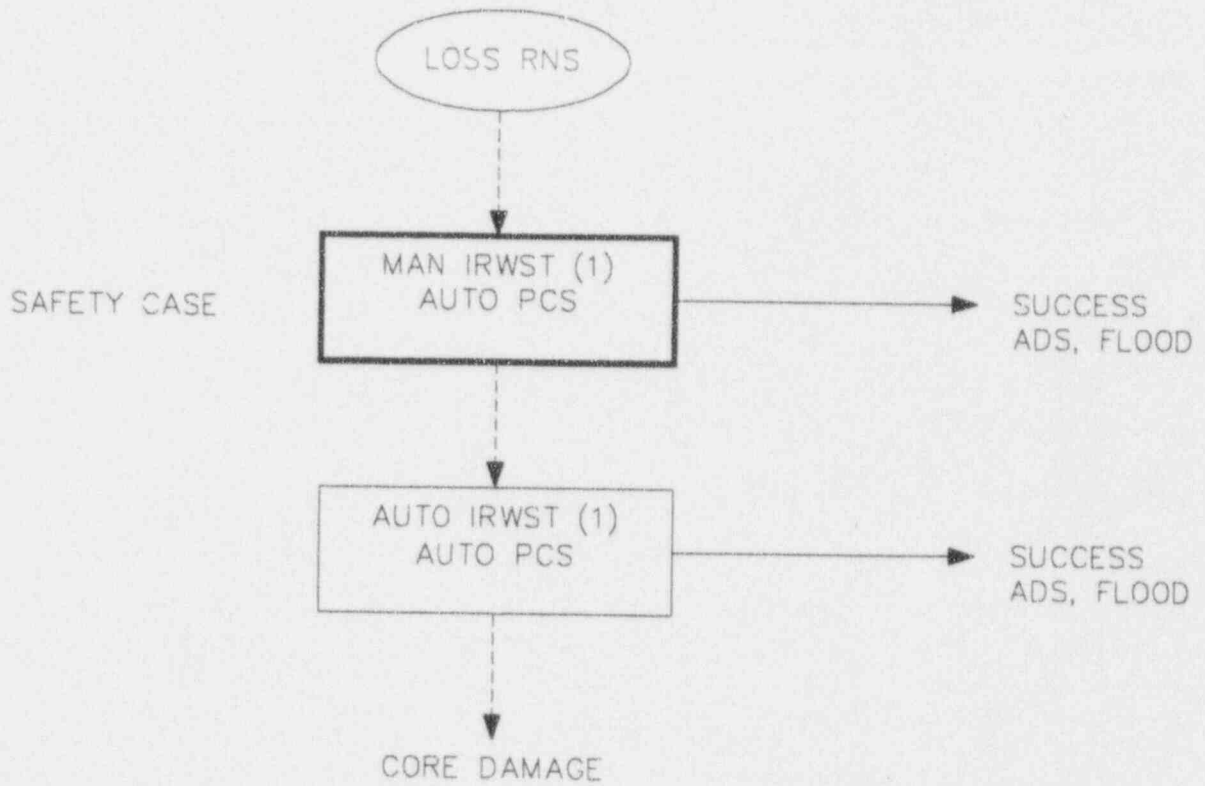 LOSS RNS
MAN IRWST (1)
AUTO PCS
SAFETY CASE
SUCCESS
ADS, FLOOD
AUTO IRWST (1)
AUTO PCS
SUCCESS
ADS, FLOOD
CORE DAMAGE